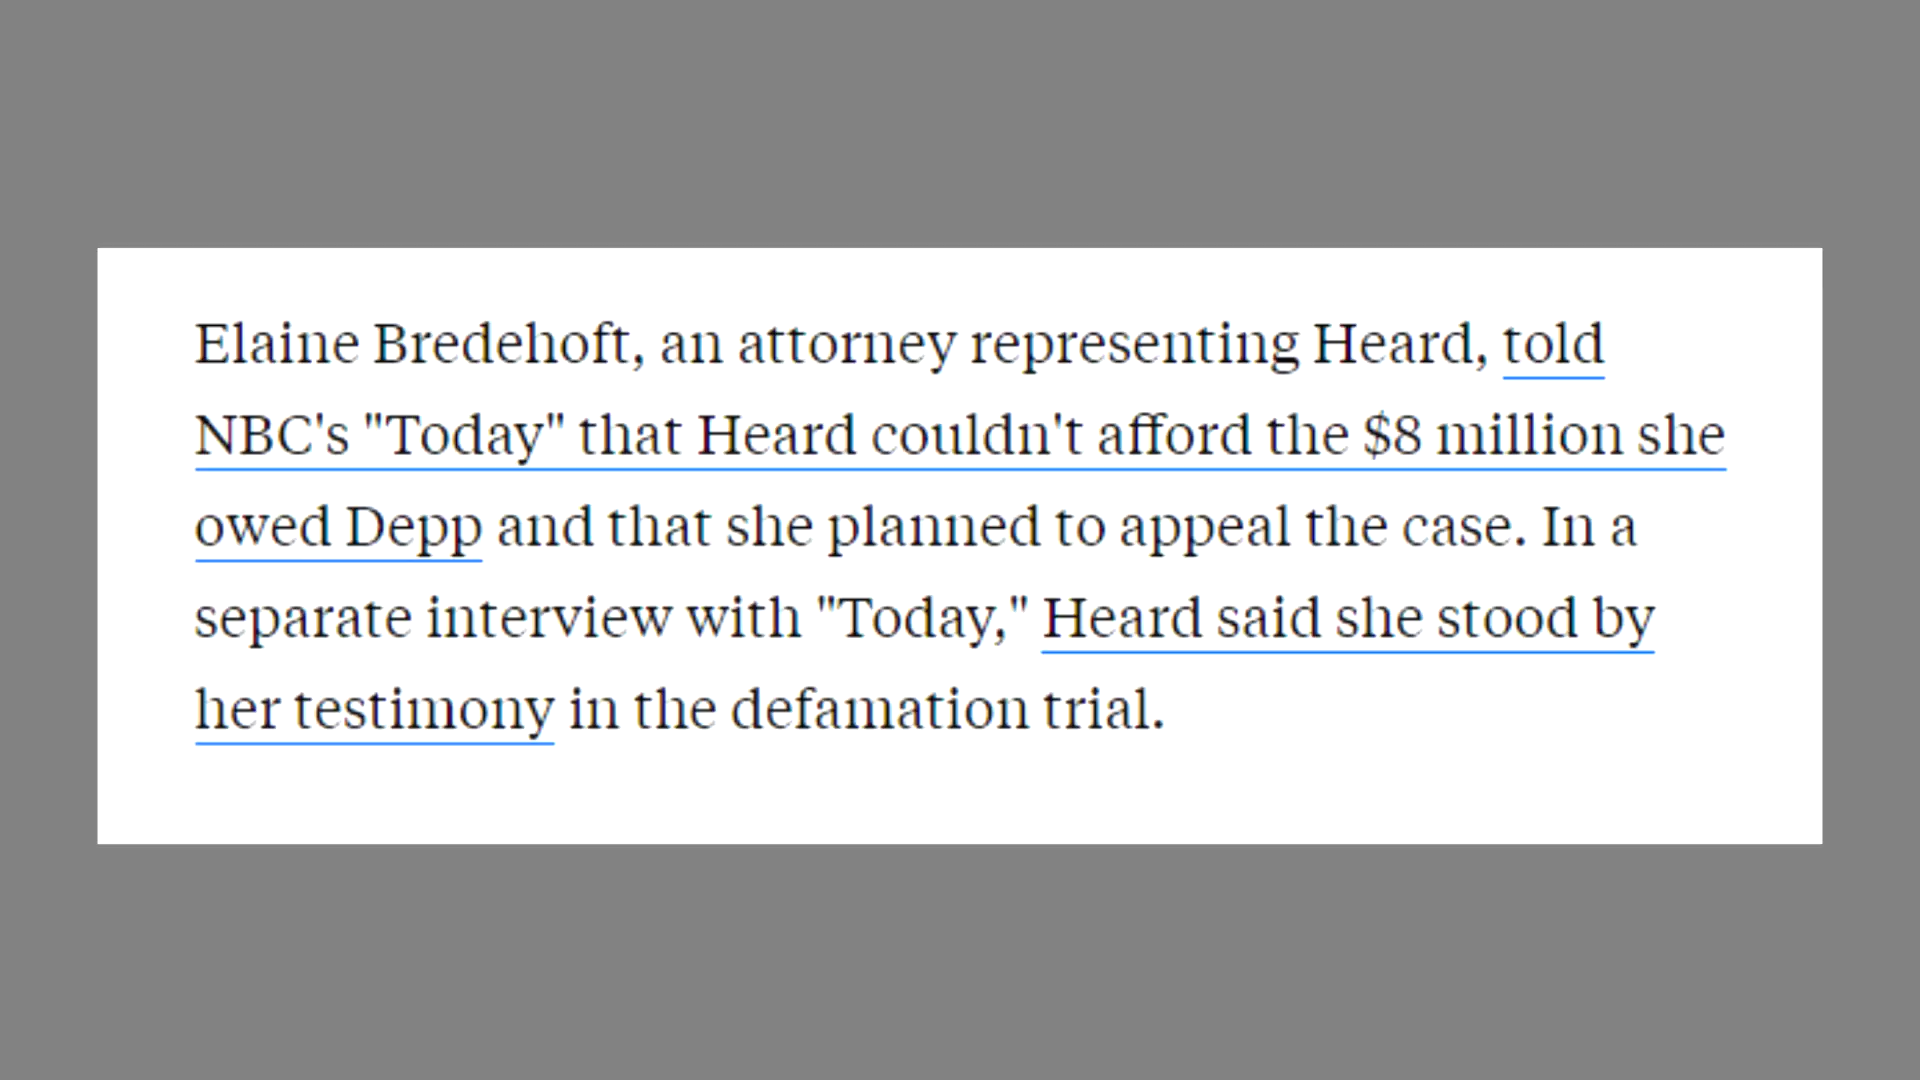 Elaine Bredehoft, an attorney representing Heard, told
NBC's "Today" that Heard couldn't afford the $8 million she
owed Depp and that she planned to appeal the case. In a
separate interview with "Today," Heard said she stood by
her testimony in the defamation trial.